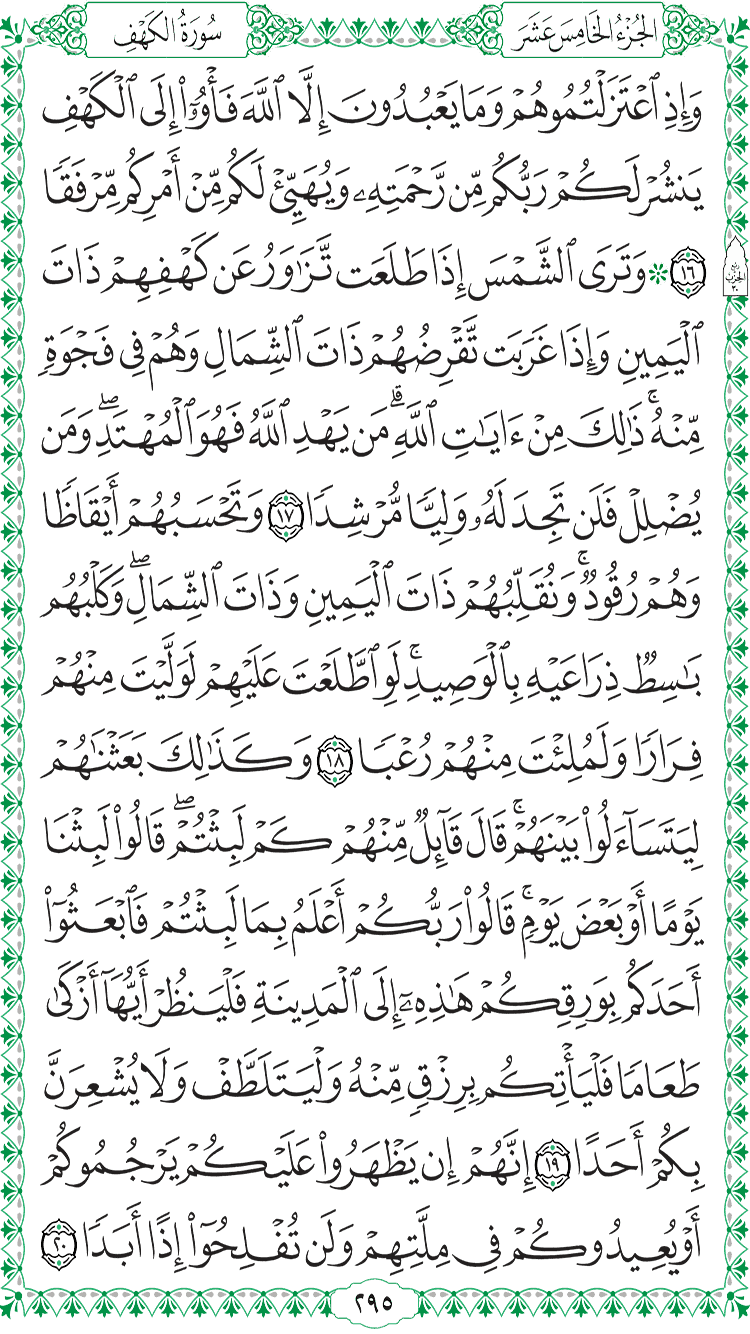 الجُزْءُ الخَامِسَ عَشَرَ
سُورَةُ الكَهْفِ
وَإِذِ ٱعۡتَزَلۡتُمُوهُمۡ وَمَا يَعۡبُدُونَ إِلَّا ٱللَّهَ فَأۡوُۥٓاْ إِلَى ٱلۡكَهۡفِ
يَنشُرۡ لَكُمۡ رَبُّكُم مِّن رَّحۡمَتِهِۦ وَيُهَيِّئۡ لَكُم مِّنۡ أَمۡرِكُم مِّرۡفَقٗا
١٦ ۞ وَتَرَى ٱلشَّمۡسَ إِذَا طَلَعَت تَّزَٰوَرُ عَن كَهۡفِهِمۡ ذَاتَ
ٱلۡيَمِينِ وَإِذَا غَرَبَت تَّقۡرِضُهُمۡ ذَاتَ ٱلشِّمَالِ وَهُمۡ فِي فَجۡوَةٖ
مِّنۡهُۚ ذَٰلِكَ مِنۡ ءَايَٰتِ ٱللَّهِۗ مَن يَهۡدِ ٱللَّهُ فَهُوَ ٱلۡمُهۡتَدِۖ وَمَن
يُضۡلِلۡ فَلَن تَجِدَ لَهُۥ وَلِيّٗا مُّرۡشِدٗا ١٧ وَتَحۡسَبُهُمۡ أَيۡقَاظٗا
وَهُمۡ رُقُودٞۚ وَنُقَلِّبُهُمۡ ذَاتَ ٱلۡيَمِينِ وَذَاتَ ٱلشِّمَالِۖ وَكَلۡبُهُم
بَٰسِطٞ ذِرَاعَيۡهِ بِٱلۡوَصِيدِۚ لَوِ ٱطَّلَعۡتَ عَلَيۡهِمۡ لَوَلَّيۡتَ مِنۡهُمۡ
فِرَارٗا وَلَمُلِئۡتَ مِنۡهُمۡ رُعۡبٗا ١٨ وَكَذَٰلِكَ بَعَثۡنَٰهُمۡ
لِيَتَسَآءَلُواْ بَيۡنَهُمۡۚ قَالَ قَآئِلٞ مِّنۡهُمۡ كَمۡ لَبِثۡتُمۡۖ قَالُواْ لَبِثۡنَا
يَوۡمًا أَوۡ بَعۡضَ يَوۡمٖۚ قَالُواْ رَبُّكُمۡ أَعۡلَمُ بِمَا لَبِثۡتُمۡ فَٱبۡعَثُوٓاْ
أَحَدَكُم بِوَرِقِكُمۡ هَٰذِهِۦٓ إِلَى ٱلۡمَدِينَةِ فَلۡيَنظُرۡ أَيُّهَآ أَزۡكَىٰ
طَعَامٗا فَلۡيَأۡتِكُم بِرِزۡقٖ مِّنۡهُ وَلۡيَتَلَطَّفۡ وَلَا يُشۡعِرَنَّ
بِكُمۡ أَحَدًا ١٩ إِنَّهُمۡ إِن يَظۡهَرُواْ عَلَيۡكُمۡ يَرۡجُمُوكُمۡ
أَوۡ يُعِيدُوكُمۡ فِي مِلَّتِهِمۡ وَلَن تُفۡلِحُوٓاْ إِذًا أَبَدٗا ٢٠
٢٩٥